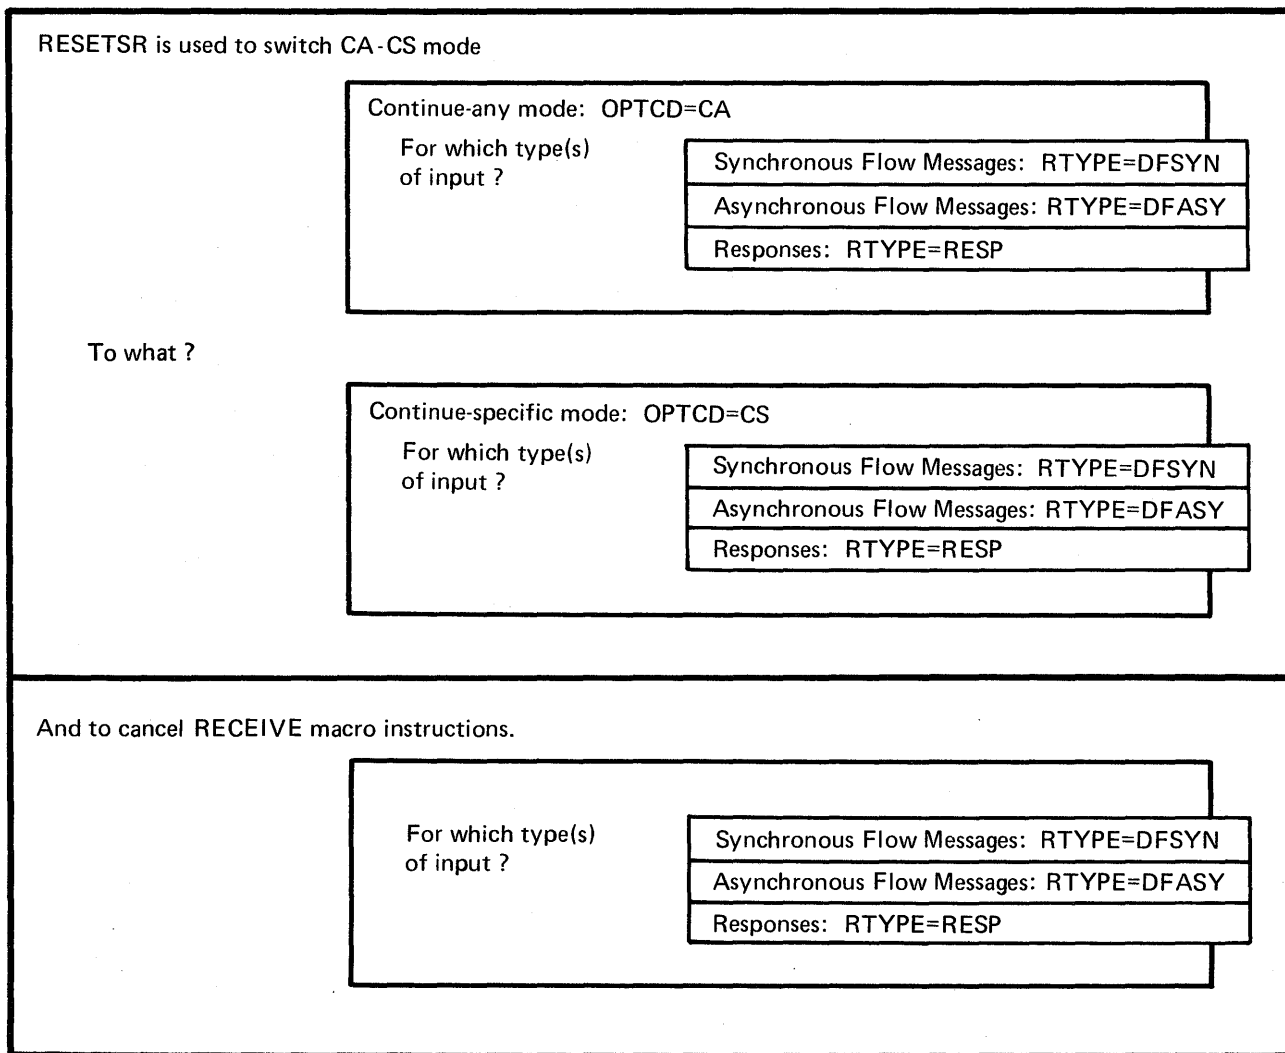 RESETSR is used to switch CA-CS mode
Continue-any mode: OPTCD=CA
For which type(s)
of input ?
Synchronous Flow Messages: RTYPE=DFSYN
Asynchronous Flow Messages: RTYPE=DFASY
Responses: RTYPE=RESP
To what ?
Continue-specific mode: OPTCD=CS
For which type(s)
of input ?
Synchronous Flow Messages: RTYPE=DFSYN
Asynchronous Flow Messages: RTYPE=DFASY
Responses: RTYPE=RESP
And to cancel RECEIVE macro instructions.
For which type(s)
of input ?
Synchronous Flow Messages: RTYPE=DFSYN
Asynchronous Flow Messages: RTYPE=DFASY
Responses: RTYPE=RESP